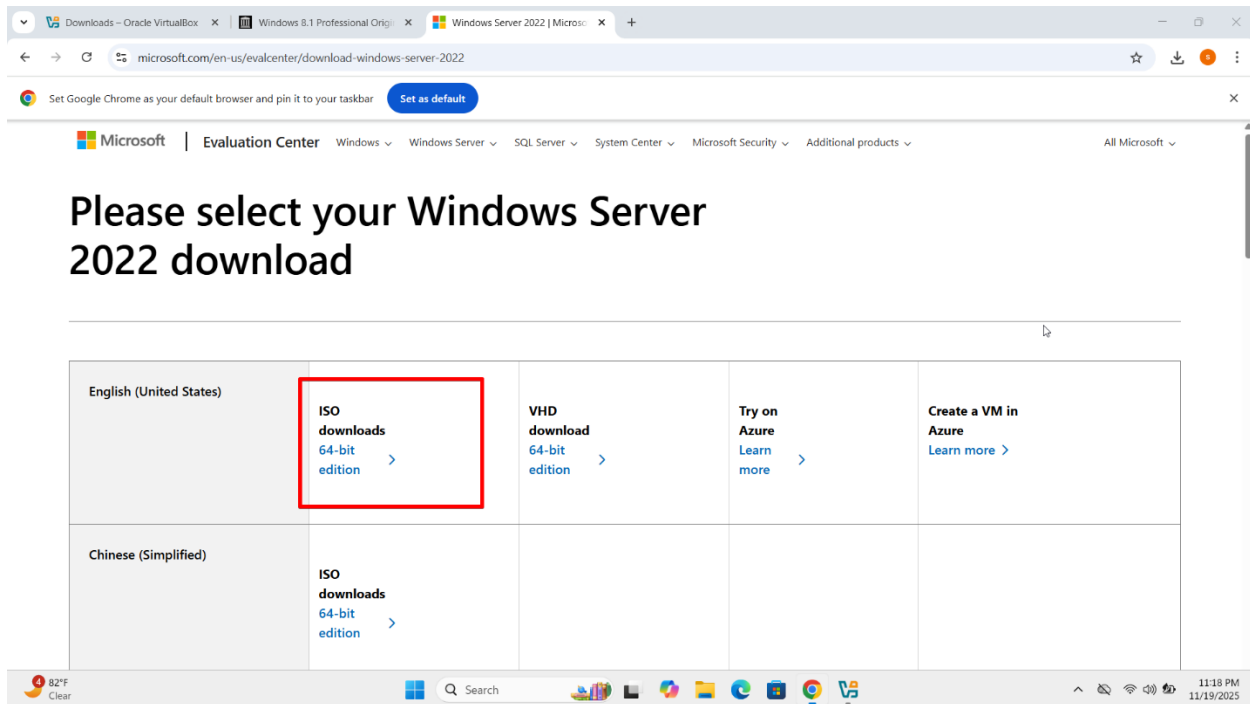 Downloads – Oracle VirtualBox
Windows 8.1 Professional Origi
Windows Server 2022 | Microso
microsoft.com/en-us/evalcenter/download-windows-server-2022
S
Set Google Chrome as your default browser and pin it to your taskbar
Set as default
Microsoft
Evaluation Center
Windows
Windows Server
SQL Server
System Center
Microsoft Security
Additional products
All Microsoft
Please select your Windows Server
2022 download
English (United States)
ISO
downloads
64-bit
edition
VHD
download
64-bit
edition
Try on
Azure
Learn
more
Create a VM in
Azure
Learn more
Chinese (Simplified)
ISO
downloads
64-bit
edition
4
82°F
Clear
Search
11:18 PM
11/19/2025